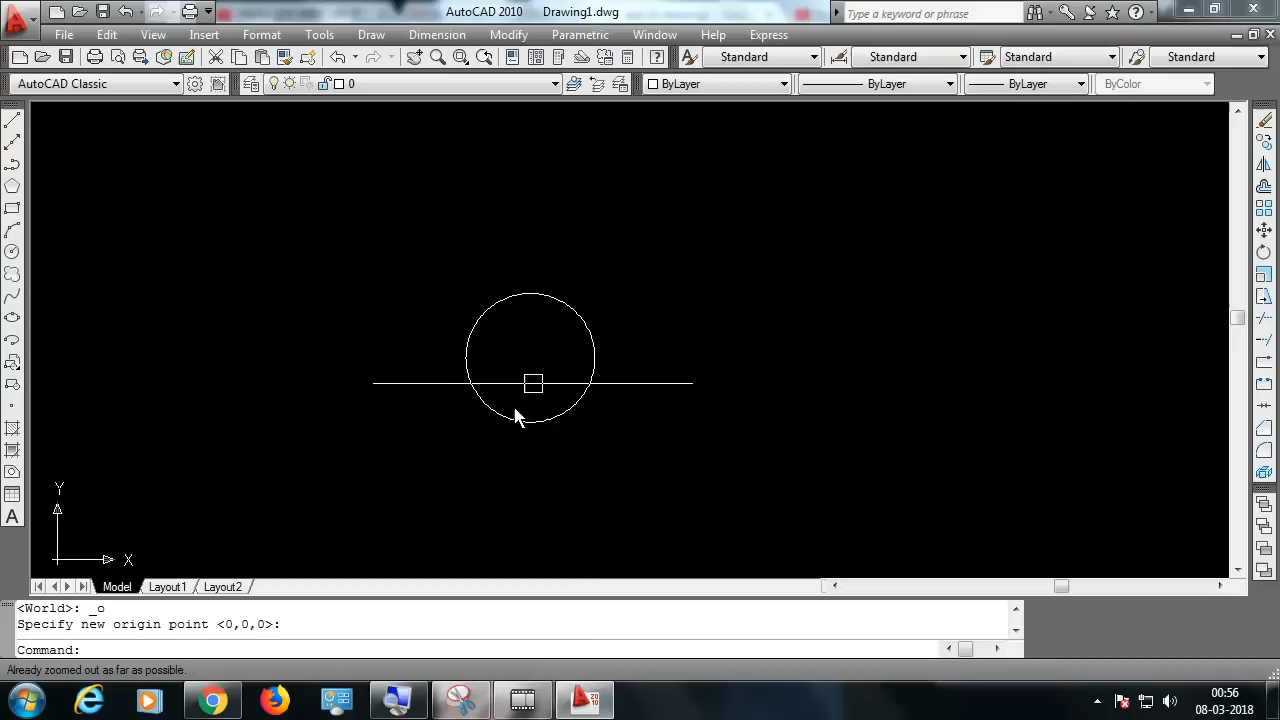 AutoCAD 2010 Drawing1.dwg
Type a keyword or phrase
File Edit View Insert Format Tools Draw Dimension Modify Parametric Window Help Express
Standard Standard Standard Standard
AutoCAD Classic 0 ByLayer ByLayer ByLayer ByColor
Y
X
A
Model Layout1 Layout2
<World>: _o
Specify new origin point <0,0,0>:
Command:
Already zoomed out as far as possible.
20
10
00:56
08-03-2018